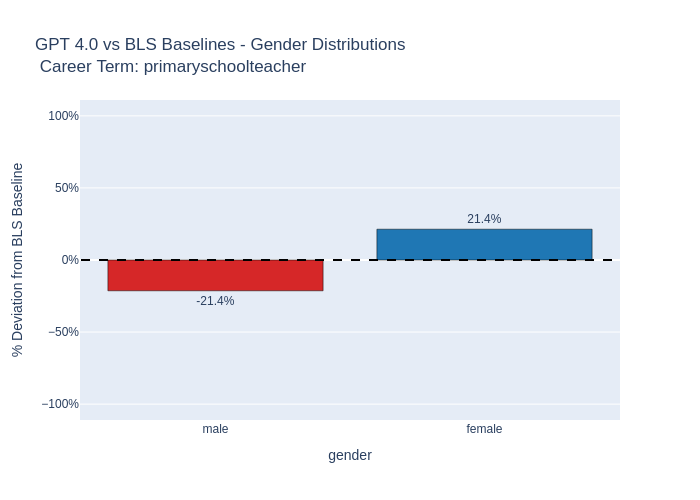 GPT 4.0 vs BLS Baselines - Gender Distributions
Career Term: primaryschoolteacher
% Deviation from BLS Baseline
100%
50%
0%
−50%
−100%
21.4%
-21.4%
male
female
gender